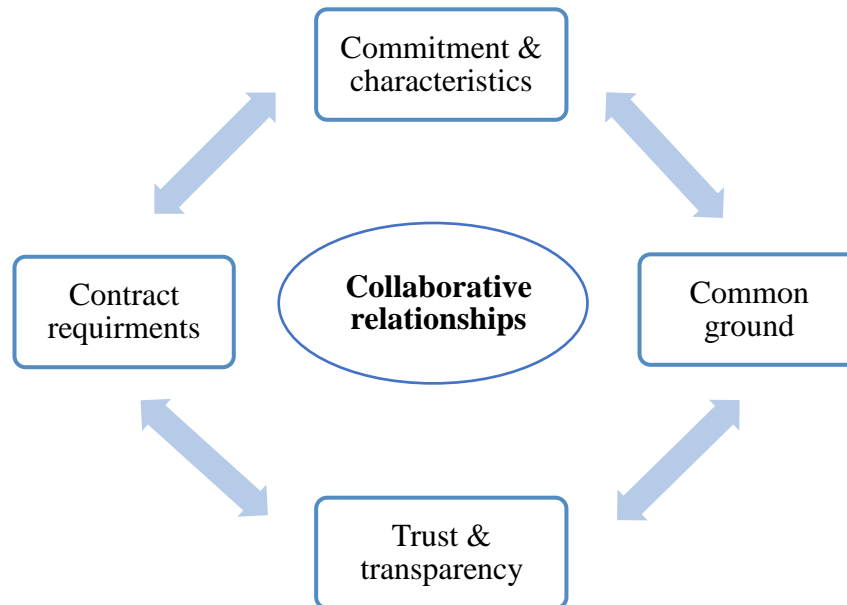 Commitment &
characteristics
Contract
requirments
Collaborative
relationships
Common
ground
Trust &
transparency